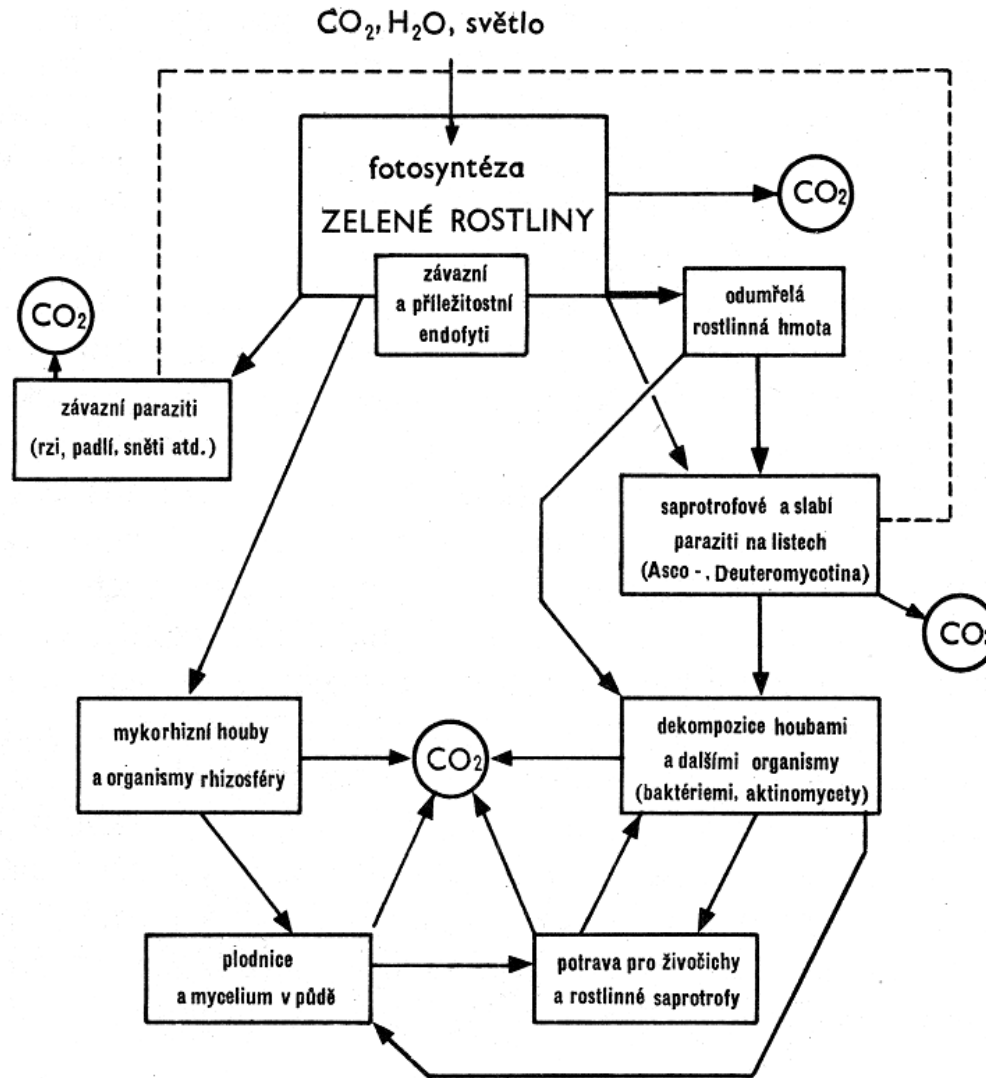 CO₂, H₂O, světlo
fotosyntéza
ZELENÉ ROSTLINY
CO₂
závazní
a příležitostní
endofyti
odumřelá
rostlinná hmota
CO₂
závazní paraziti
(rzi, padlí, sněti atd.)
saprotrofové a slabí
paraziti na listech
(Asco -, Deuteromycotina)
CO₂
mykorhizní houby
a organismy rhizosféry
CO₂
dekompozice houbami
a dalšími organismy
(baktériemi, aktinomycety)
plodnice
a mycelium v půdě
potrava pro živočichy
a rostlinné saprotrofy